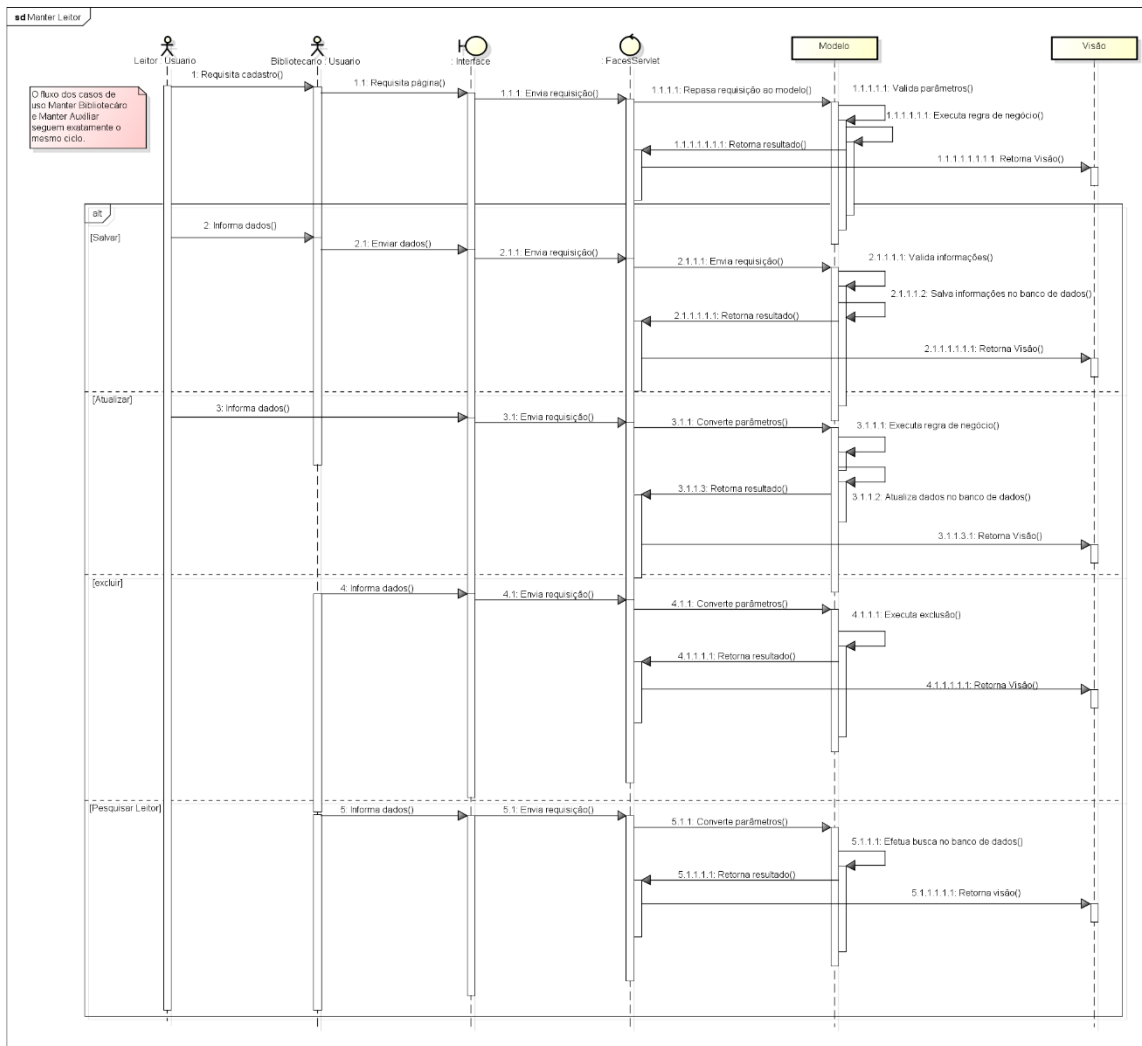 sd Manter Leitor
Leitor : Usuario
Bibliotecario : Usuario
: Interface
: FacesServlet
Modelo
Visão
O fluxo dos casos de
uso Manter Bibliotecáro
e Manter Auxiliar
seguem exatamente o
mesmo ciclo.
1: Requisita cadastro()
1.1: Requisita página()
1.1.1: Envia requisição()
1.1.1.1: Repasa requisição ao modelo()
1.1.1.1.1: Valida parâmetros()
1.1.1.1.1.1: Executa regra de negócio()
1.1.1.1.1.1.1: Retorna resultado()
1.1.1.1.1.1.1.1: Retorna Visão()
alt
[Salvar]
2: Informa dados()
2.1: Enviar dados()
2.1.1: Envia requisição()
2.1.1.1: Envia requisição()
2.1.1.1.1: Valida informações()
2.1.1.1.2: Salva informações no banco de dados()
2.1.1.1.1.1: Retorna resultado()
2.1.1.1.1.1.1: Retorna Visão()
[Atualizar]
3: Informa dados()
3.1: Envia requisição()
3.1.1: Converte parâmetros()
3.1.1.1: Executa regra de negócio()
3.1.1.3: Retorna resultado()
3.1.1.2: Atualiza dados no banco de dados()
3.1.1.3.1: Retorna Visão()
[excluir]
4: Informa dados()
4.1: Envia requisição()
4.1.1: Converte parâmetros()
4.1.1.1: Executa exclusão()
4.1.1.1.1: Retorna resultado()
4.1.1.1.1.1: Retorna Visão()
[Pesquisar Leitor]
5: Informa dados()
5.1: Envia requisição()
5.1.1: Converte parâmetros()
5.1.1.1: Efetua busca no banco de dados()
5.1.1.1.1: Retorna resultado()
5.1.1.1.1.1: Retorna visão()